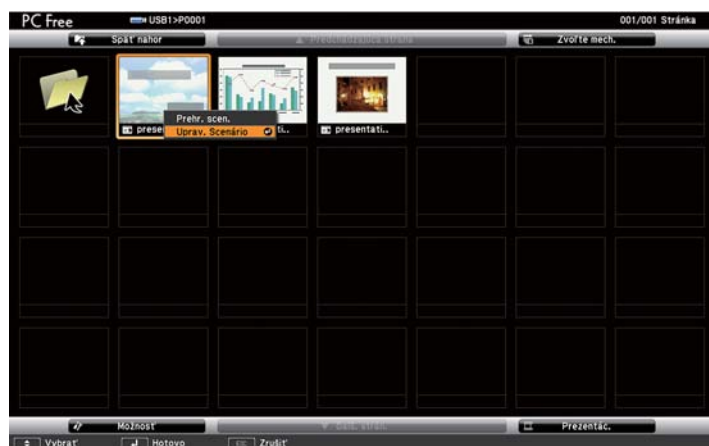 PC Free USB1>P0001 001/001 Stránka
Späť nahor Predchádzajúca strana Zvoľte mech.
Prehr. scen.
Uprav. Scenário
prese ti.. presentati..
Možnosť Ďalš. strán. Prezentác.
Vybrať Hotovo Esc Zrušiť